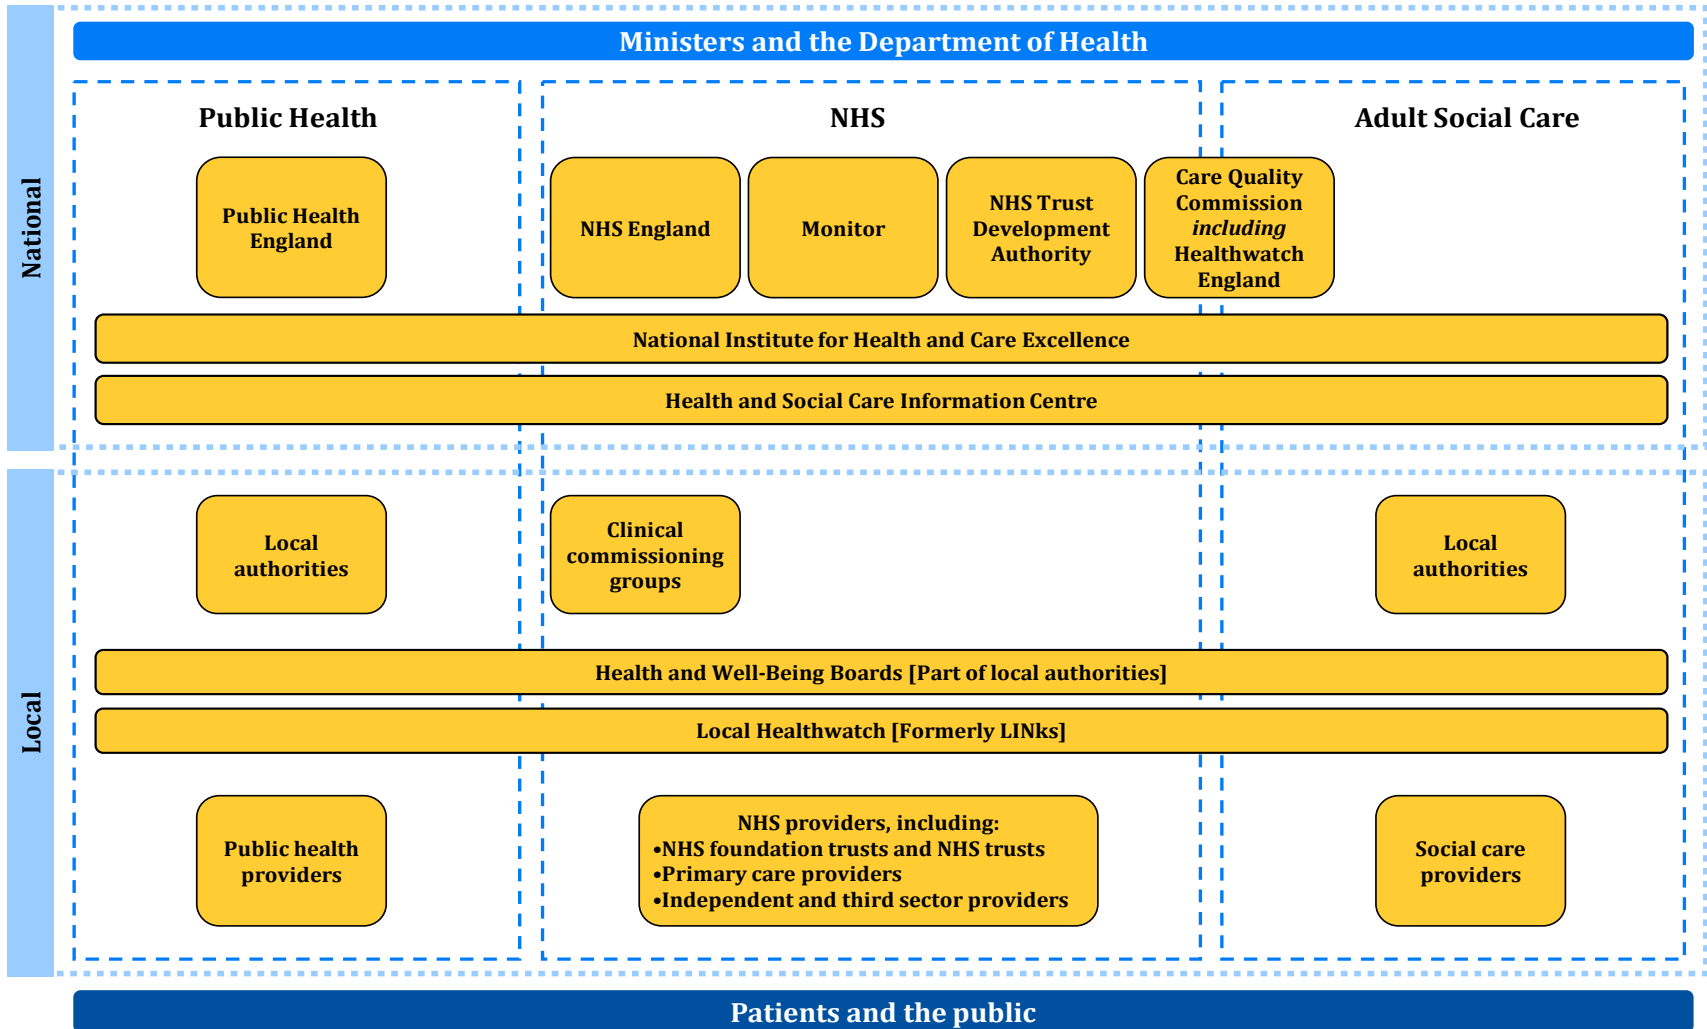 Ministers and the Department of Health
National
Public Health
NHS
Adult Social Care
Public Health
England
NHS England
Monitor
NHS Trust
Development
Authority
Care Quality
Commission
including
Healthwatch
England
National Institute for Health and Care Excellence
Health and Social Care Information Centre
Local
Local
authorities
Clinical
commissioning
groups
Local
authorities
Health and Well-Being Boards [Part of local authorities]
Local Healthwatch [Formerly LINks]
Public health
providers
NHS providers, including:
•NHS foundation trusts and NHS trusts
•Primary care providers
•Independent and third sector providers
Social care
providers
Patients and the public